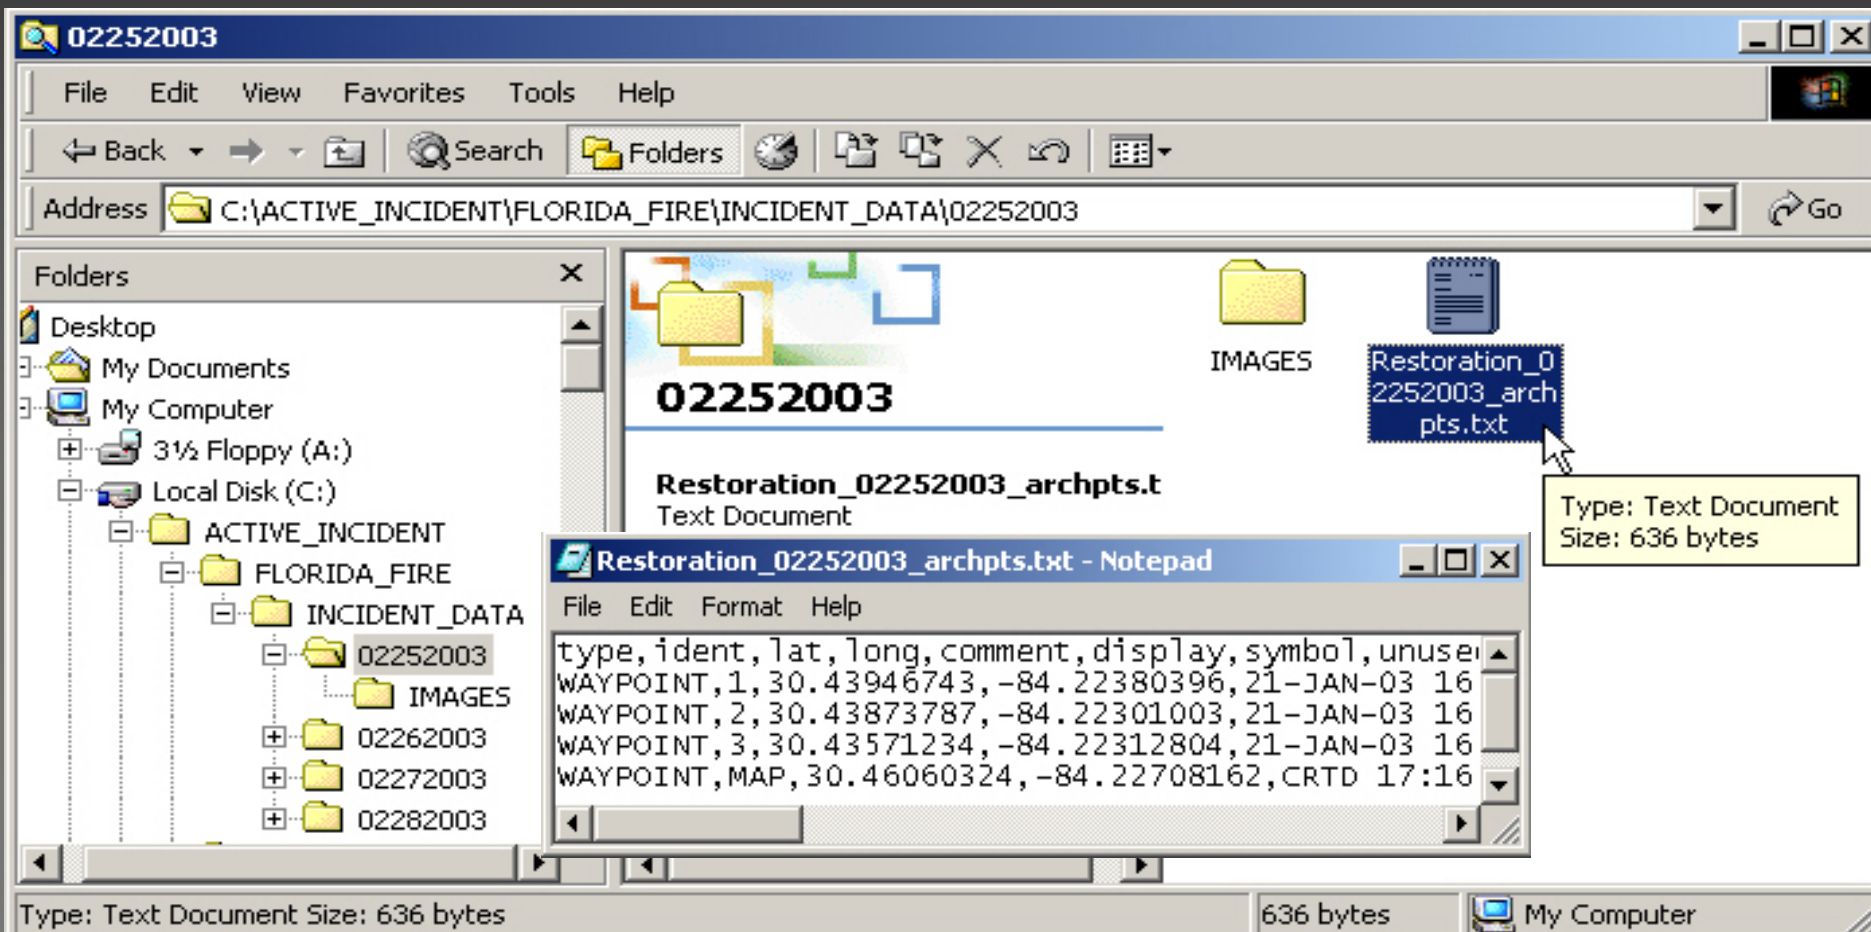 02252003
File Edit View Favorites Tools Help
Back Search Folders
Address C:\ACTIVE_INCIDENT\FLORIDA_FIRE\INCIDENT_DATA\02252003 Go
Folders
Desktop
My Documents
My Computer
3½ Floppy (A:)
Local Disk (C:)
ACTIVE_INCIDENT
FLORIDA_FIRE
INCIDENT_DATA
02252003
IMAGES
02262003
02272003
02282003
02252003
Restoration_02252003_archpts.t
Text Document
IMAGES
Restoration_0
2252003_arch
pts.txt
Type: Text Document
Size: 636 bytes
Restoration_02252003_archpts.txt - Notepad
File Edit Format Help
type,ident,lat,long,comment,display,symbol,unuse
WAYPOINT,1,30.43946743,-84.22380396,21-JAN-03 16
WAYPOINT,2,30.43873787,-84.22301003,21-JAN-03 16
WAYPOINT,3,30.43571234,-84.22312804,21-JAN-03 16
WAYPOINT,MAP,30.46060324,-84.22708162,CRTD 17:16
Type: Text Document Size: 636 bytes
636 bytes
My Computer